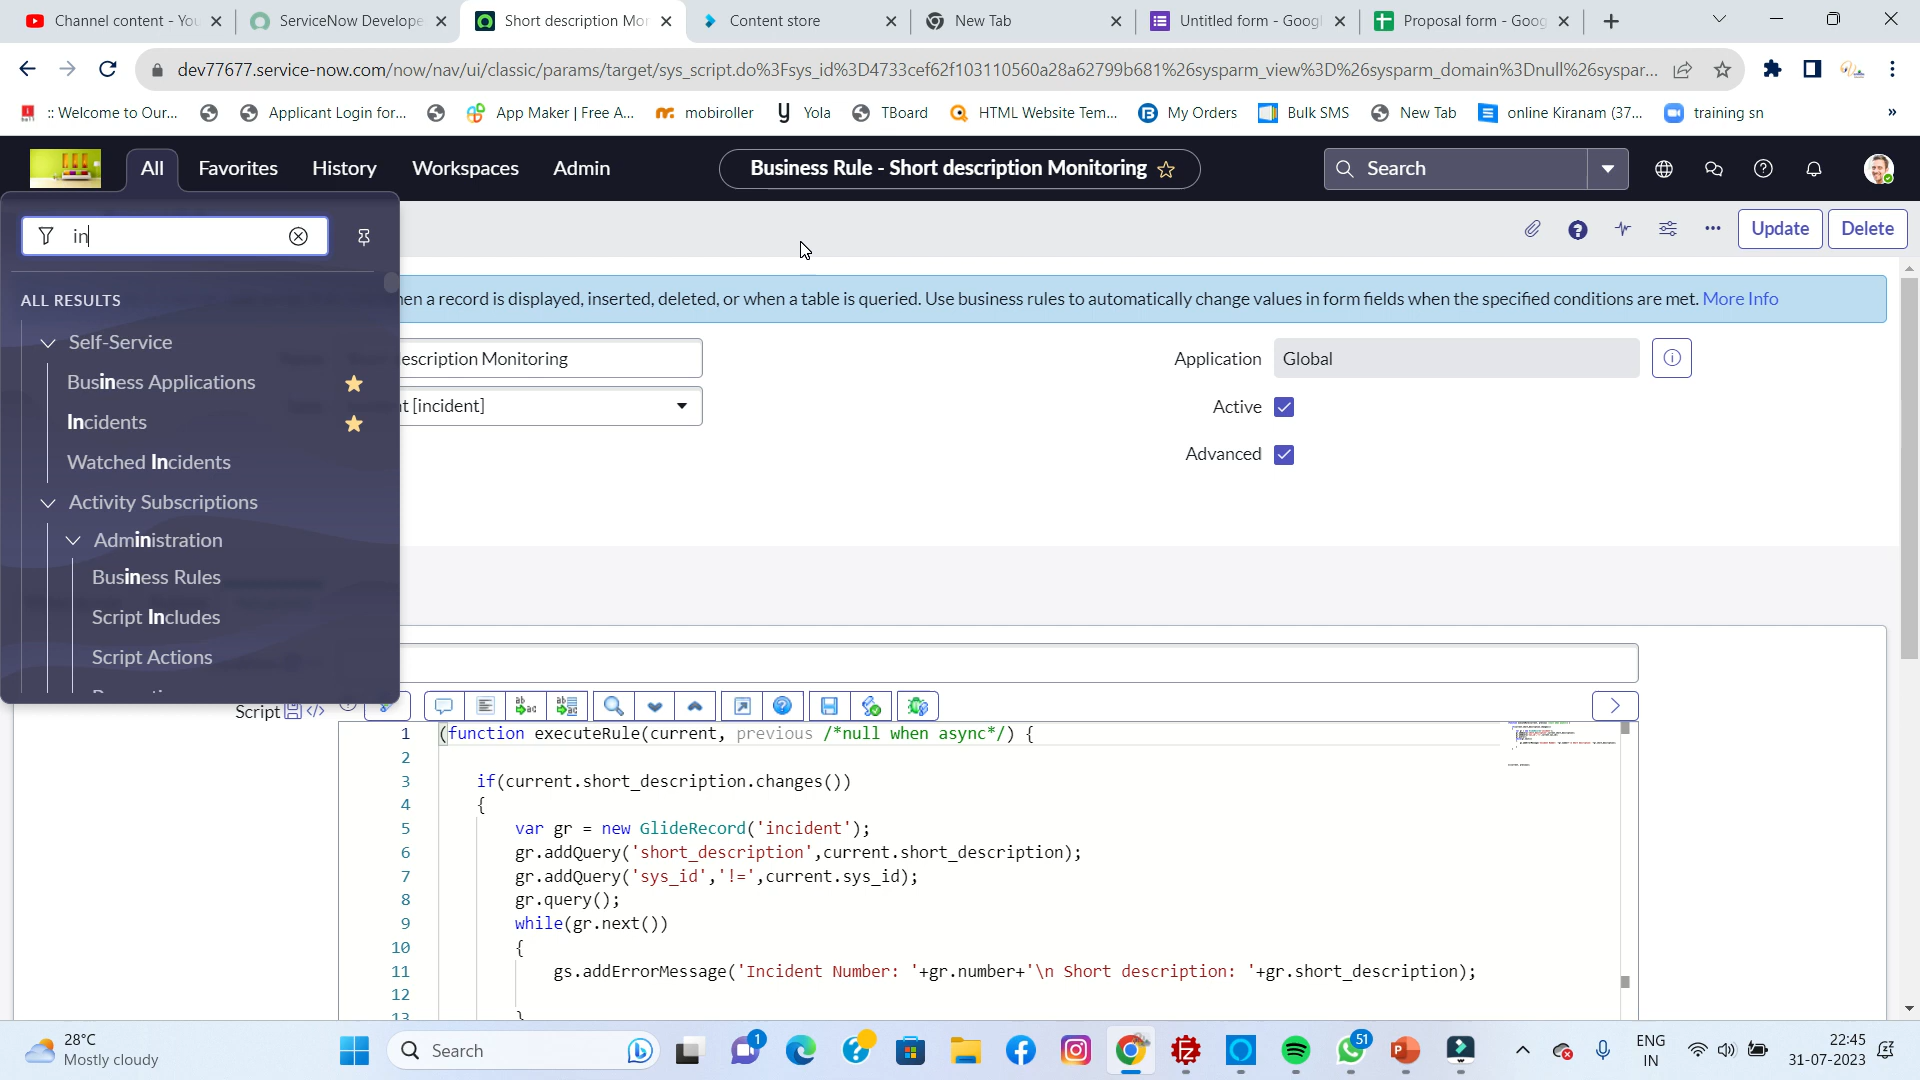 Channel content - You
ServiceNow Develope
Short description Mor
Content store
New Tab
Untitled form - Googl
Proposal form - Goog
dev77677.service-now.com/now/nav/ui/classic/params/target/sys_script.do%3Fsys_id%3D4733cef62f103110560a28a62799b681%26sysparm_view%3D%26sysparm_domain%3Dnull%26syspar...
:: Welcome to Our...
Applicant Login for...
App Maker | Free A...
mobiroller
Yola
TBoard
HTML Website Tem...
My Orders
Bulk SMS
New Tab
online Kiranam (37...
training sn
»
All
Favorites
History
Workspaces
Admin
Business Rule - Short description Monitoring
Search
in
Update
Delete
ALL RESULTS
Self-Service
Business Applications
Incidents
Watched Incidents
Activity Subscriptions
Administration
Business Rules
Script Includes
Script Actions
hen a record is displayed, inserted, deleted, or when a table is queried. Use business rules to automatically change values in form fields when the specified conditions are met. More Info
escription Monitoring
t [incident]
Application
Global
Active
Advanced
Script
1 (function executeRule(current, previous /*null when async*/) {
2
3 if(current.short_description.changes())
4 {
5 var gr = new GlideRecord('incident');
6 gr.addQuery('short_description',current.short_description);
7 gr.addQuery('sys_id','!=',current.sys_id);
8 gr.query();
9 while(gr.next())
10 {
11 gs.addErrorMessage('Incident Number: '+gr.number+'\n Short description: '+gr.short_description);
12
13 }
28°C
Mostly cloudy
Search
1
51
ENG
IN
22:45
31-07-2023